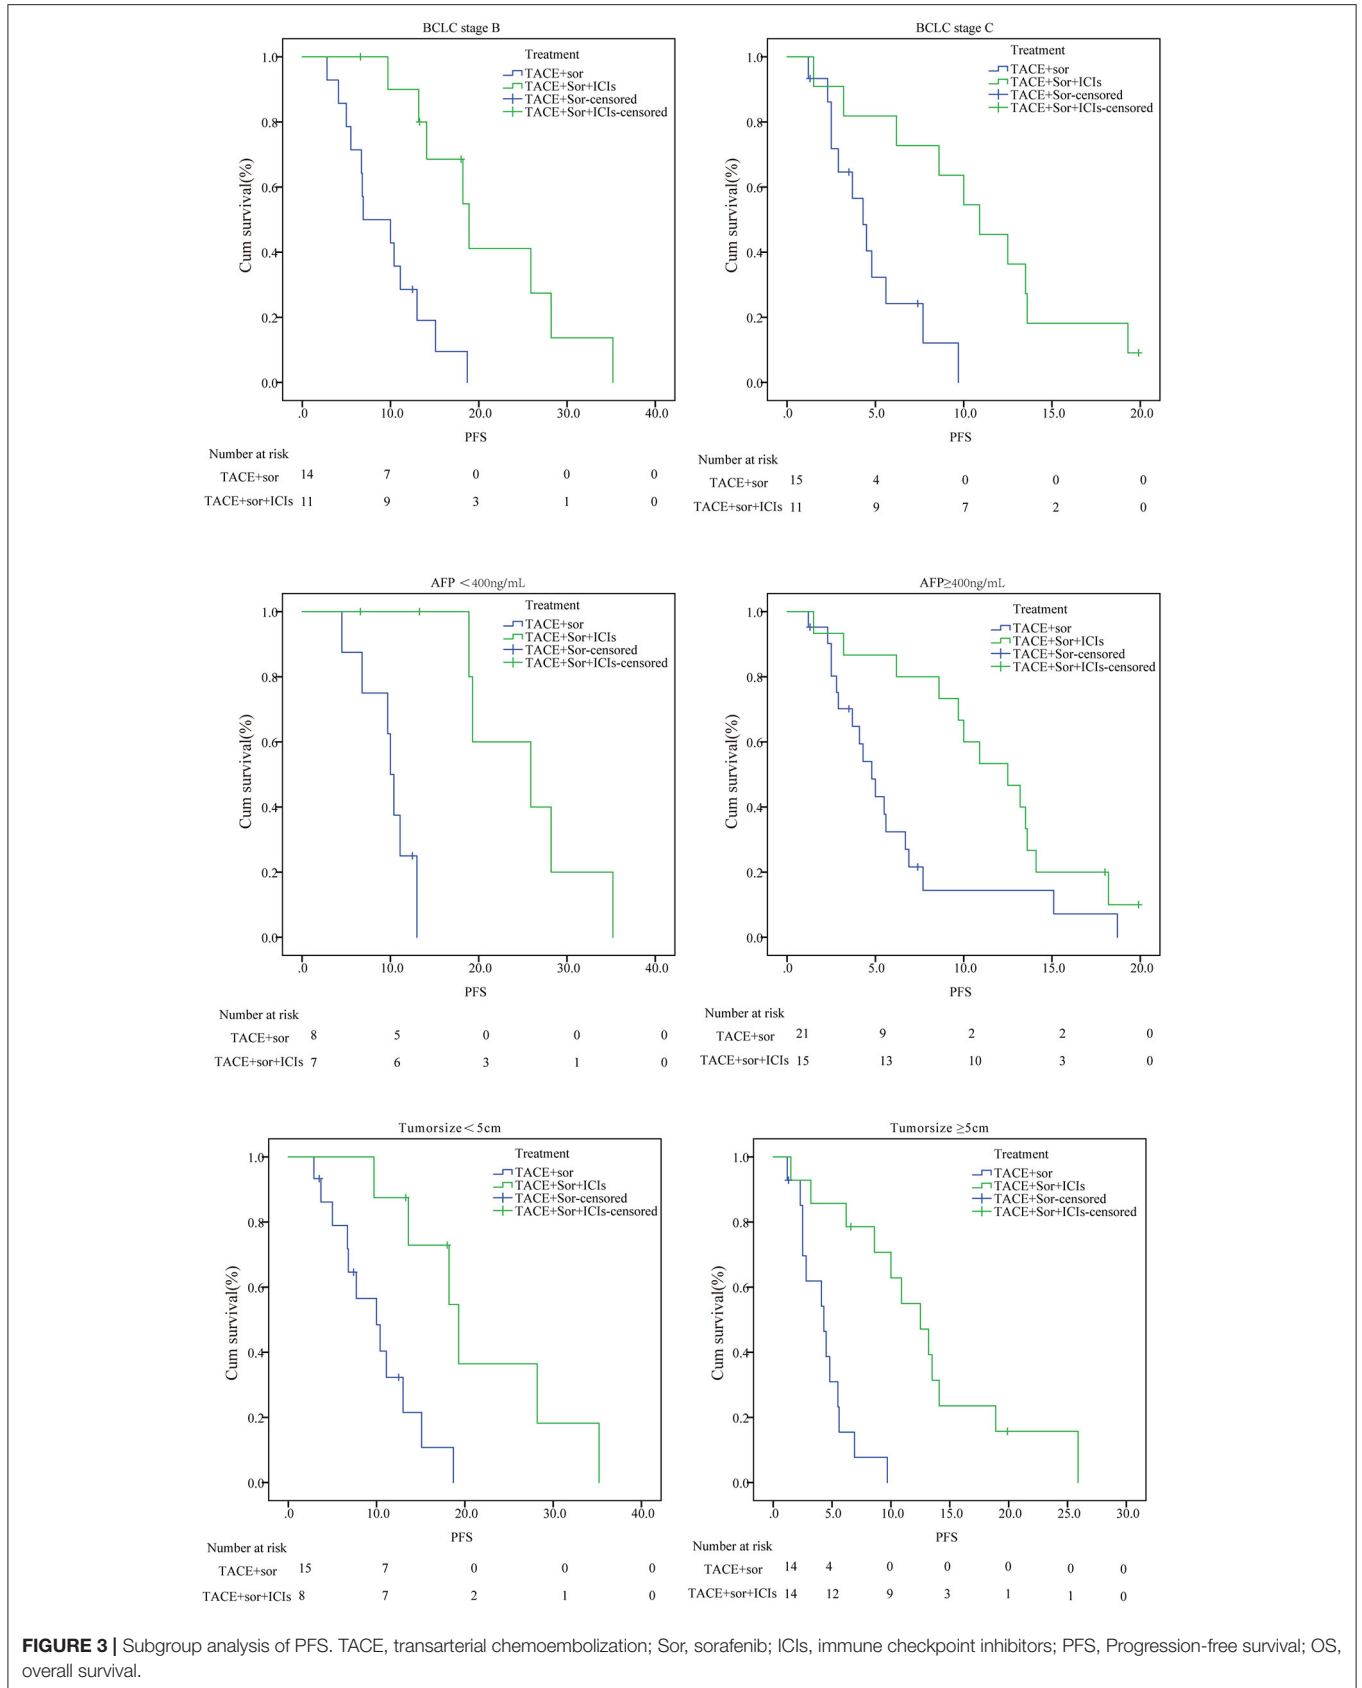 BCLC stage B
Treatment
TACE+sor
TACE+Sor+ICIs
TACE+Sor-censored
TACE+Sor+ICIs-censored
1.0
0.8
0.6
0.4
0.2
0.0
Cum survival(%)
.0 10.0 20.0 30.0 40.0
PFS
Number at risk
TACE+sor 14 7 0 0 0
TACE+sor+ICIs 11 9 3 1 0
BCLC stage C
Treatment
TACE+sor
TACE+Sor+ICIs
TACE+Sor-censored
TACE+Sor+ICIs-censored
1.0
0.8
0.6
0.4
0.2
0.0
Cum survival(%)
.0 5.0 10.0 15.0 20.0
PFS
Number at risk
TACE+sor 15 4 0 0 0
TACE+sor+ICIs 11 9 7 2 0
AFP <400ng/mL
Treatment
TACE+sor
TACE+Sor+ICIs
TACE+Sor-censored
TACE+Sor+ICIs-censored
1.0
0.8
0.6
0.4
0.2
0.0
Cum survival(%)
.0 10.0 20.0 30.0 40.0
PFS
Number at risk
TACE+sor 8 5 0 0 0
TACE+sor+ICIs 7 6 3 1 0
AFP≥400ng/mL
Treatment
TACE+sor
TACE+Sor+ICIs
TACE+Sor-censored
TACE+Sor+ICIs-censored
1.0
0.8
0.6
0.4
0.2
0.0
Cum survival(%)
.0 5.0 10.0 15.0 20.0
PFS
Number at risk
TACE+sor 21 9 2 2 0
TACE+sor+ICIs 15 13 10 3 0
Tumorsize<5cm
Treatment
TACE+sor
TACE+Sor+ICIs
TACE+Sor-censored
TACE+Sor+ICIs-censored
1.0
0.8
0.6
0.4
0.2
0.0
Cum survival(%)
.0 10.0 20.0 30.0 40.0
PFS
Number at risk
TACE+sor 15 7 0 0 0
TACE+sor+ICIs 8 7 2 1 0
Tumorsize ≥5cm
Treatment
TACE+sor
TACE+Sor+ICIs
TACE+Sor-censored
TACE+Sor+ICIs-censored
1.0
0.8
0.6
0.4
0.2
0.0
Cum survival(%)
.0 5.0 10.0 15.0 20.0 25.0 30.0
PFS
Number at risk
TACE+sor 14 4 0 0 0 0 0
TACE+sor+ICIs 14 12 9 3 1 1 0
FIGURE 3 | Subgroup analysis of PFS. TACE, transarterial chemoembolization; Sor, sorafenib; ICIs, immune checkpoint inhibitors; PFS, Progression-free survival; OS,
overall survival.